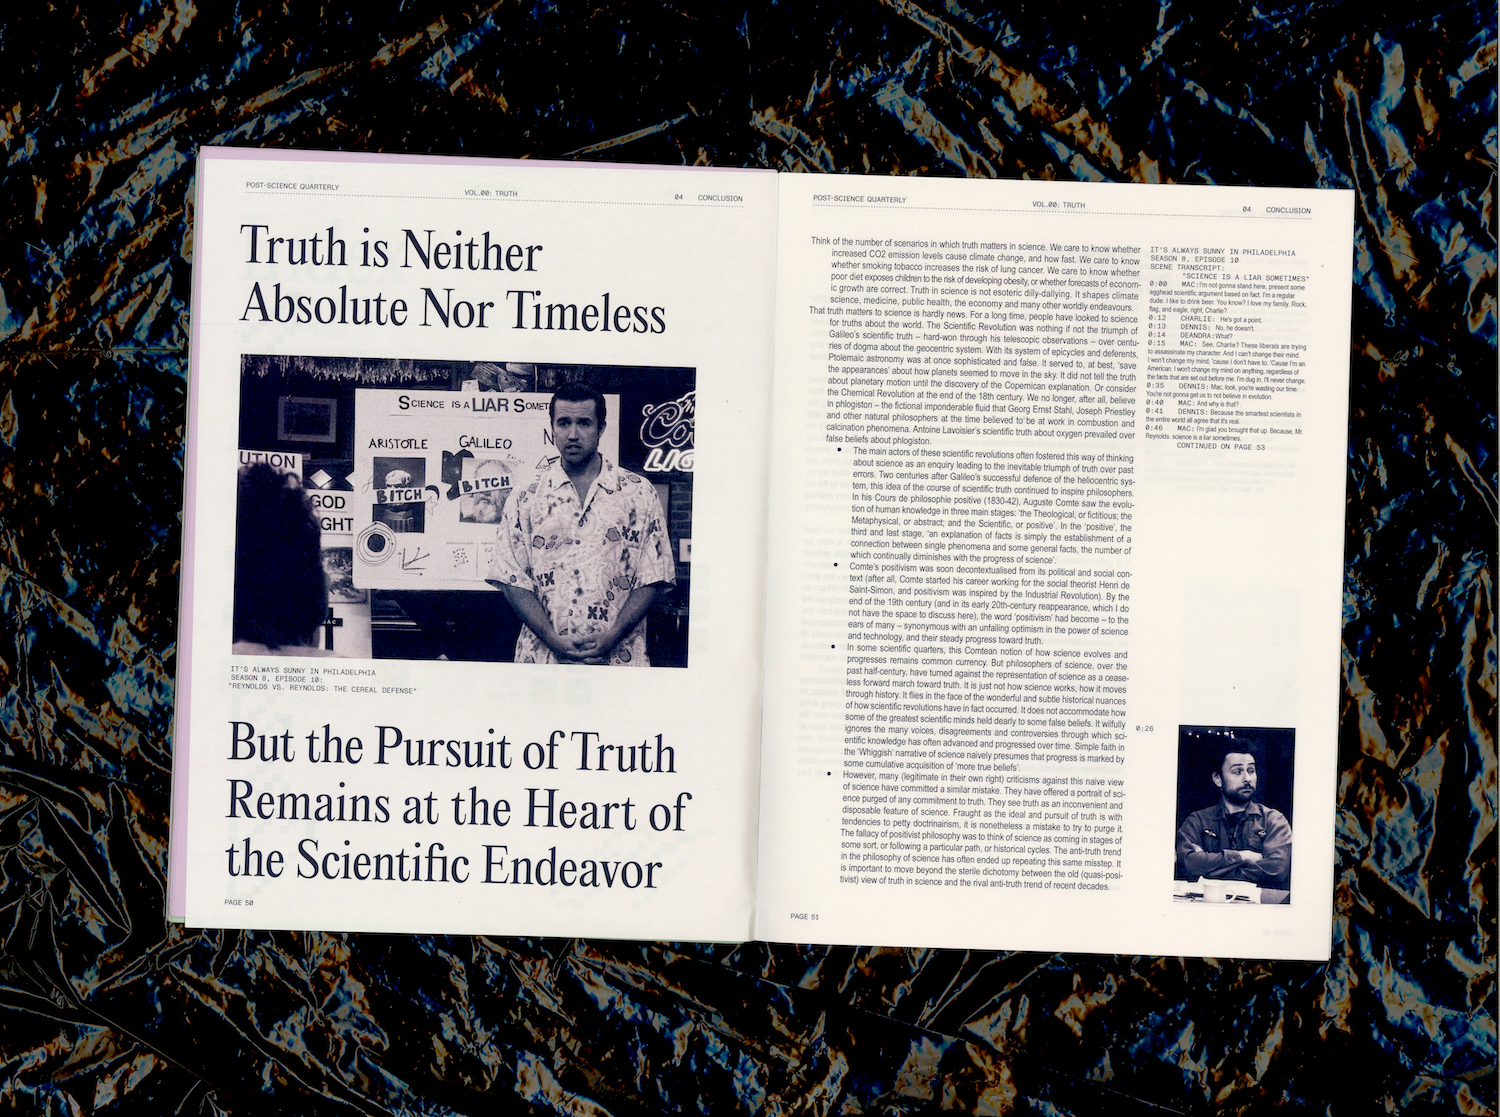 POST-SCIENCE QUARTERLY
VOL.00: TRUTH
04 CONCLUSION
Truth is Neither
Absolute Nor Timeless
SCIENCE IS A LIAR SOMET
ARISTOTLE
GALILEO
N
BITCH
BITCH
UTION
GOD
GHT
Coo
LIG
IT'S ALWAYS SUNNY IN PHILADELPHIA
SEASON 8, EPISODE 10:
"REYNOLDS VS. REYNOLDS: THE CEREAL DEFENSE"
But the Pursuit of Truth
Remains at the Heart of
the Scientific Endeavor
PAGE 50
POST-SCIENCE QUARTERLY
VOL.00: TRUTH
04 CONCLUSION
Think of the number of scenarios in which truth matters in science. We care to know whether
increased CO2 emission levels cause climate change, and how fast. We care to know
whether smoking tobacco increases the risk of lung cancer. We care to know whether
poor diet exposes children to the risk of developing obesity, or whether forecasts of econom-
ic growth are correct. Truth in science is not esoteric dilly-dallying. It shapes climate
science, medicine, public health, the economy and many other worldly endeavours.
That truth matters to science is hardly news. For a long time, people have looked to science
for truths about the world. The Scientific Revolution was nothing if not the triumph of
Galileo's scientific truth – hard-won through his telescopic observations – over centu-
ries of dogma about the geocentric system. With its system of epicycles and deferents,
Ptolemaic astronomy was at once sophisticated and false. It served to, at best, 'save
the appearances' about how planets seemed to move in the sky. It did not tell the truth
about planetary motion until the discovery of the Copernican explanation. Or consider
the Chemical Revolution at the end of the 18th century. We no longer, after all, believe
in phlogiston – the fictional imponderable fluid that Georg Ernst Stahl, Joseph Priestley
and other natural philosophers at the time believed to be at work in combustion and
calcination phenomena. Antoine Lavoisier's scientific truth about oxygen prevailed over
false beliefs about phlogiston.
• The main actors of these scientific revolutions often fostered this way of thinking
about science as an enquiry leading to the inevitable triumph of truth over past
errors. Two centuries after Galileo's successful defence of the heliocentric sys-
tem, this idea of the course of scientific truth continued to inspire philosophers.
In his Cours de philosophie positive (1830-42), Auguste Comte saw the evolu-
tion of human knowledge in three main stages: 'the Theological, or fictitious; the
Metaphysical, or abstract; and the Scientific, or positive'. In the 'positive', the
third and last stage, 'an explanation of facts is simply the establishment of a
connection between single phenomena and some general facts, the number of
which continually diminishes with the progress of science'.
• Comte's positivism was soon decontextualised from its political and social con-
text (after all, Comte started his career working for the social theorist Henri de
Saint-Simon, and positivism was inspired by the Industrial Revolution). By the
end of the 19th century (and in its early 20th-century reappearance, which I do
not have the space to discuss here), the word 'positivism' had become – to the
ears of many – synonymous with an unfailing optimism in the power of science
and technology, and their steady progress toward truth.
• In some scientific quarters, this Comtean notion of how science evolves and
progresses remains common currency. But philosophers of science, over the
past half-century, have turned against the representation of science as a cease-
less forward march toward truth. It is just not how science works, how it moves
through history. It flies in the face of the wonderful and subtle historical nuances
of how scientific revolutions have in fact occurred. It does not accommodate how
some of the greatest scientific minds held dearly to some false beliefs. It wilfully
ignores the many voices, disagreements and controversies through which sci-
entific knowledge has often advanced and progressed over time. Simple faith in
the 'Whiggish' narrative of science naively presumes that progress is marked by
some cumulative acquisition of 'more true beliefs'.
• However, many (legitimate in their own right) criticisms against this naive view
of science have committed a similar mistake. They have offered a portrait of sci-
ence purged of any commitment to truth. They see truth as an inconvenient and
disposable feature of science. Fraught as the ideal and pursuit of truth is with
tendencies to petty doctrinairism, it is nonetheless a mistake to try to purge it.
The fallacy of positivist philosophy was to think of science as coming in stages of
some sort, or following a particular path, or historical cycles. The anti-truth trend
in the philosophy of science has often ended up repeating this same misstep. It
is important to move beyond the sterile dichotomy between the old (quasi-posi-
tivist) view of truth in science and the rival anti-truth trend of recent decades.
IT'S ALWAYS SUNNY IN PHILADELPHIA
SEASON 8, EPISODE 10
SCENE TRANSCRIPT:
"SCIENCE IS A LIAR SOMETIMES"
0:00 MAC: I'm not gonna stand here, present some
egghead scientific argument based on fact. I'm a regular
dude. I like to drink beer. You know? I love my family. Rock,
flag, and eagle, right, Charlie?
0:12 CHARLIE: He's got a point.
0:13 DENNIS: No, he doesn't.
0:14 DEANDRA: What?
0:15 MAC: See, Charlie? These liberals are trying
to assassinate my character. And I can't change their mind.
I won't change my mind, 'cause I don't have to. 'Cause I'm an
American. I won't change my mind on anything, regardless of
the facts that are set out before me. I'm dug in, I'll never change.
0:35 DENNIS: Mac, look, you're wasting our time.
You're not gonna get us to not believe in evolution.
0:40 MAC: And why is that?
0:41 DENNIS: Because the smartest scientists in
the entire world all agree that it's real.
0:46 MAC: I'm glad you brought that up. Because, Mr.
Reynolds, science is a liar sometimes.
CONTINUED ON PAGE 53
0:26
PAGE 51